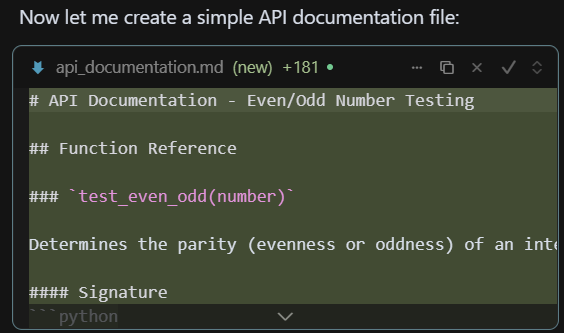 Now let me create a simple API documentation file:
api_documentation.md (new) +181
# API Documentation - Even/Odd Number Testing
## Function Reference
### `test_even_odd(number)`
Determines the parity (evenness or oddness) of an inte
#### Signature
```python